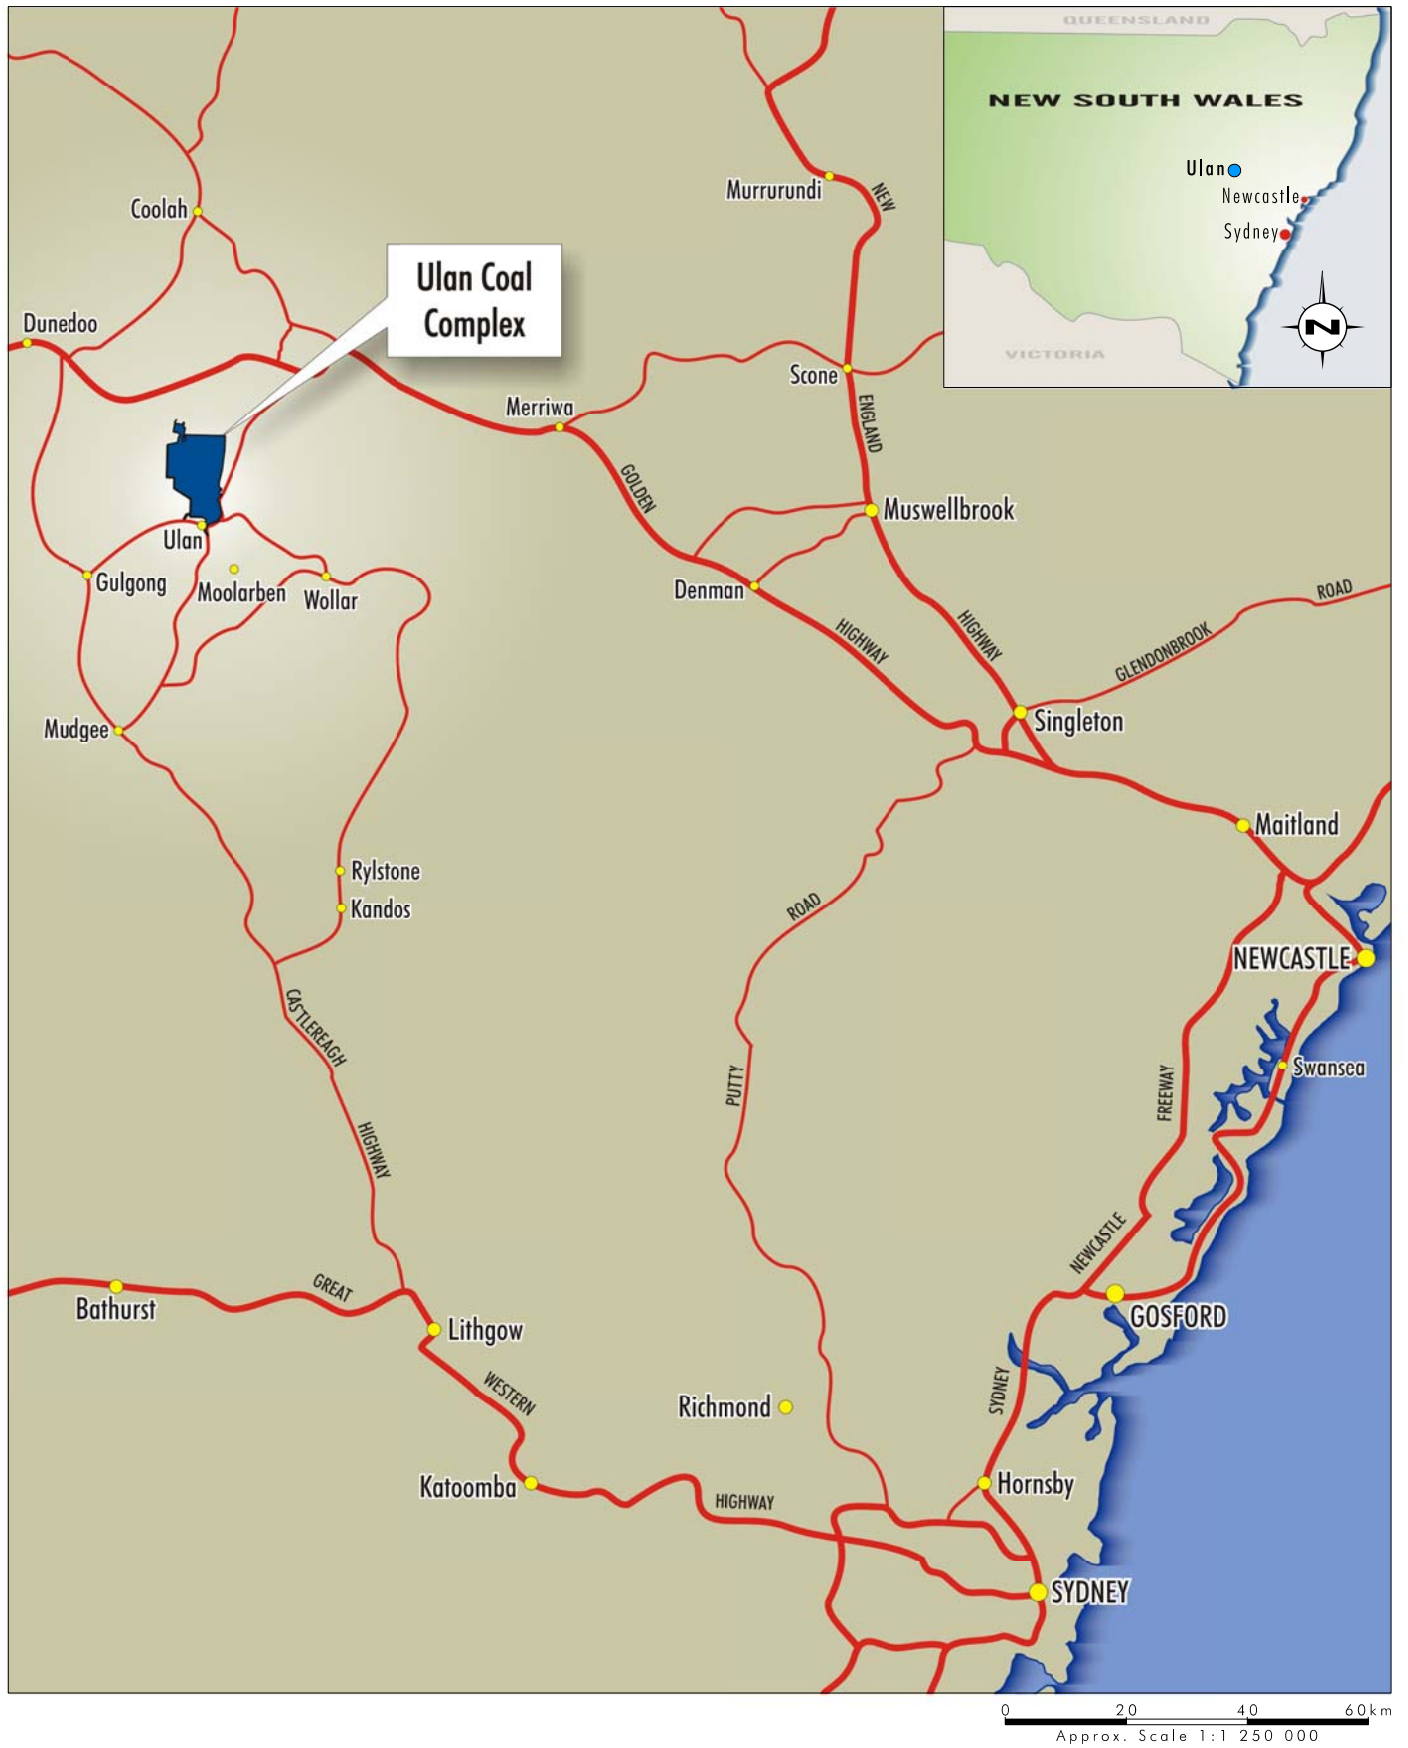 QUEENSLAND
NEW SOUTH WALES
Ulan
Newcastle
Sydney
N
VICTORIA
Murrurundi
NEW
Coolah
Ulan Coal
Complex
Dunedoo
Scone
Merriwa
ENGLAND
GOLDEN
Muswellbrook
Ulan
Gulgong
Moolarben
Wollar
Denman
HIGHWAY
HIGHWAY
GLENDONBROOK
ROAD
Mudgee
Singleton
Maitland
Rylstone
Kandos
ROAD
NEWCASTLE
CASTLEREAGH
Swansea
PUTTY
FREEWAY
HIGHWAY
NEWCASTLE
GREAT
Bathurst
GOSFORD
Lithgow
WESTERN
SYDNEY
Richmond
Katoomba
Hornsby
HIGHWAY
SYDNEY
0 20 40 60km
Approx. Scale 1:1 250 000